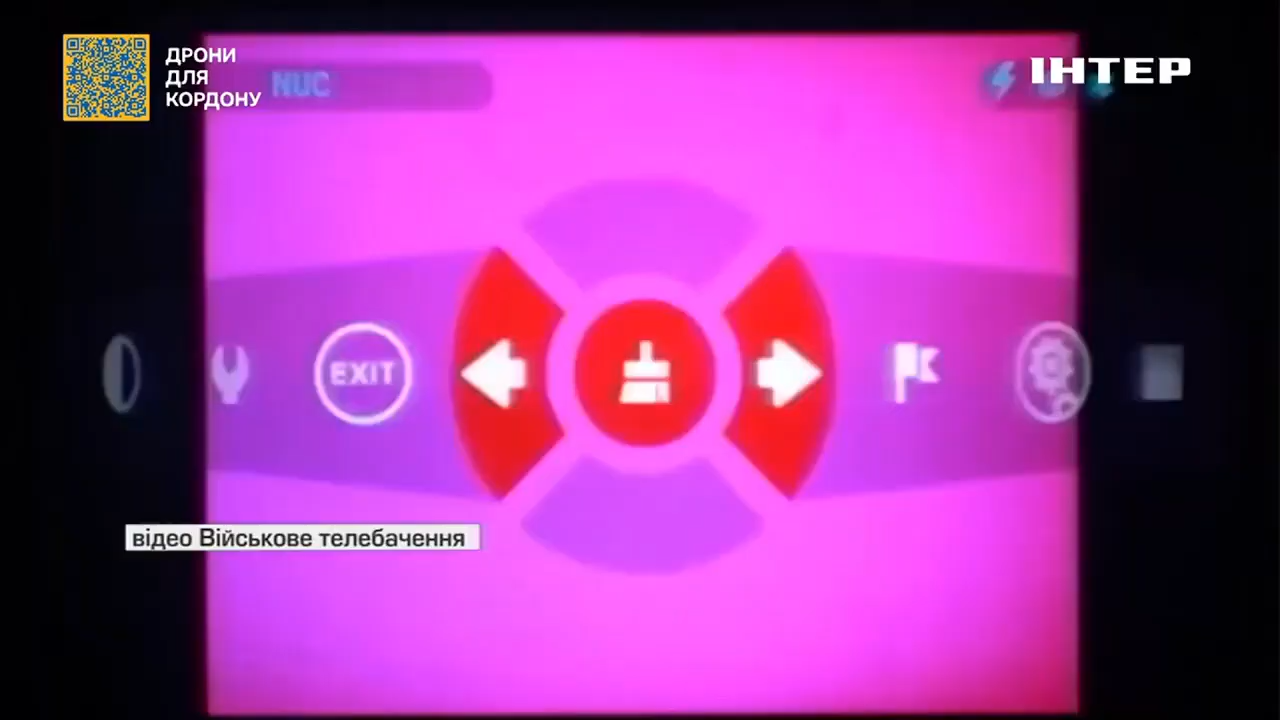 ДРОНИ
ДЛЯ
КОРДОНУ
NUC
ІНТЕР
EXIT
відео Військове телебачення